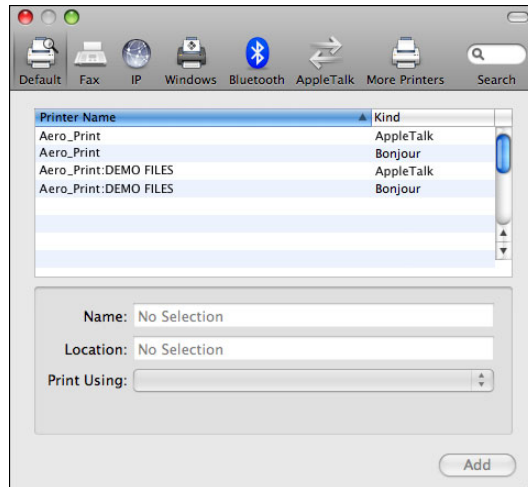 Default Fax IP Windows Bluetooth AppleTalk More Printers Search
Printer Name Kind
Aero_Print AppleTalk
Aero_Print Bonjour
Aero_Print:DEMO FILES AppleTalk
Aero_Print:DEMO FILES Bonjour
Name: No Selection
Location: No Selection
Print Using:
Add